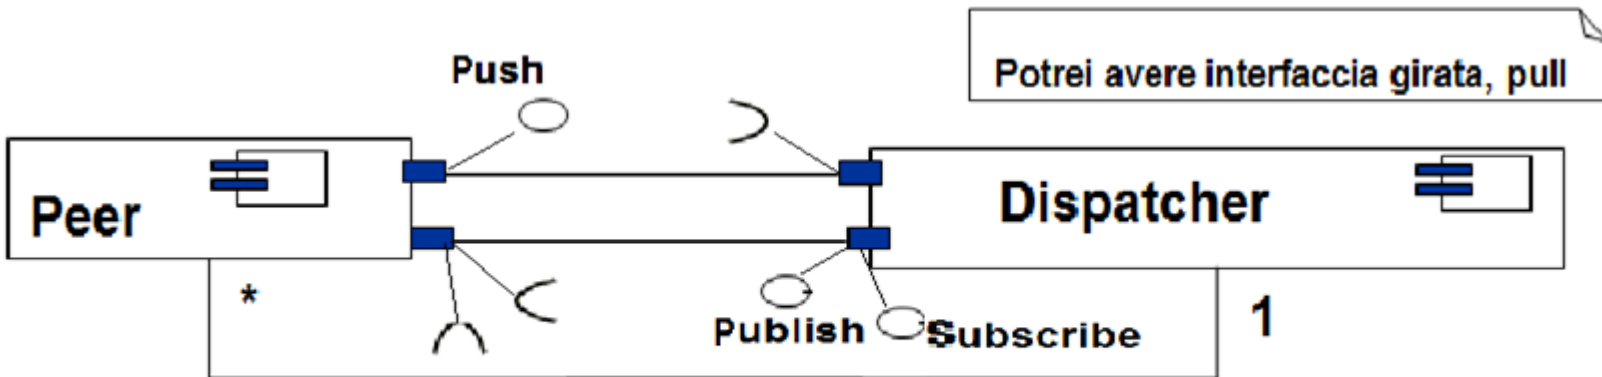 Potrei avere interfaccia girata, pull
Push
Peer
Dispatcher
*
1
Publish
Subscribe